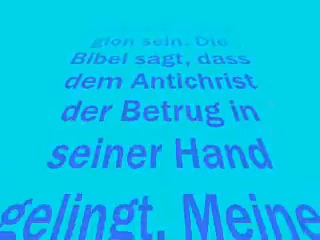 gion sein. Die
Bibel sagt, dass
dem Antichrist
der Betrug in
seiner Hand
gelingt. Meine